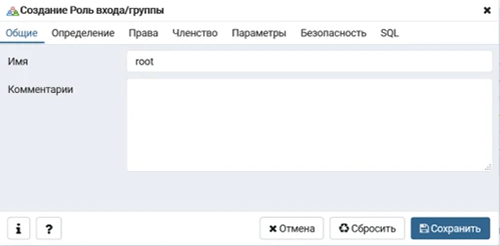 Создание Роль входа/группы
Общие Определение Права Членство Параметры Безопасность SQL
Имя root
Комментарии
i ? Отмена Сбросить Сохранить